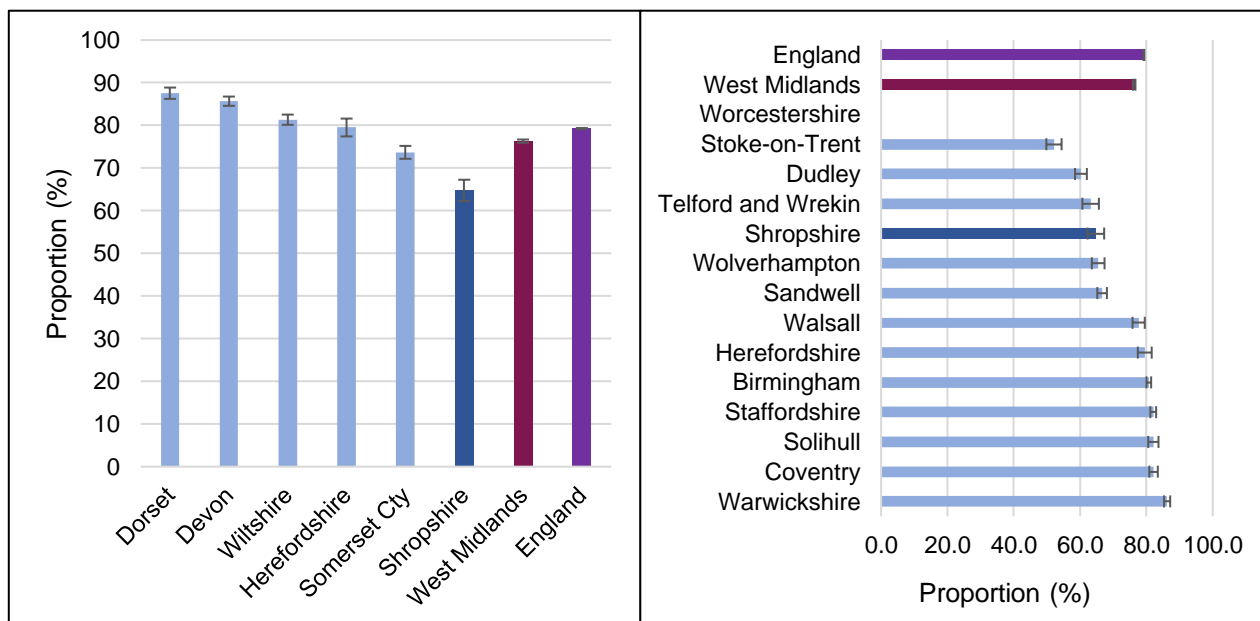 100
90
80
70
60
50
40
30
20
10
0
Proportion (%)
Dorset
Devon
Wiltshire
Herefordshire
Somerset Cty
Shropshire
West Midlands
England
England
West Midlands
Worcestershire
Stoke-on-Trent
Dudley
Telford and Wrekin
Shropshire
Wolverhampton
Sandwell
Walsall
Herefordshire
Birmingham
Staffordshire
Solihull
Coventry
Warwickshire
0.0 20.0 40.0 60.0 80.0 100.0
Proportion (%)